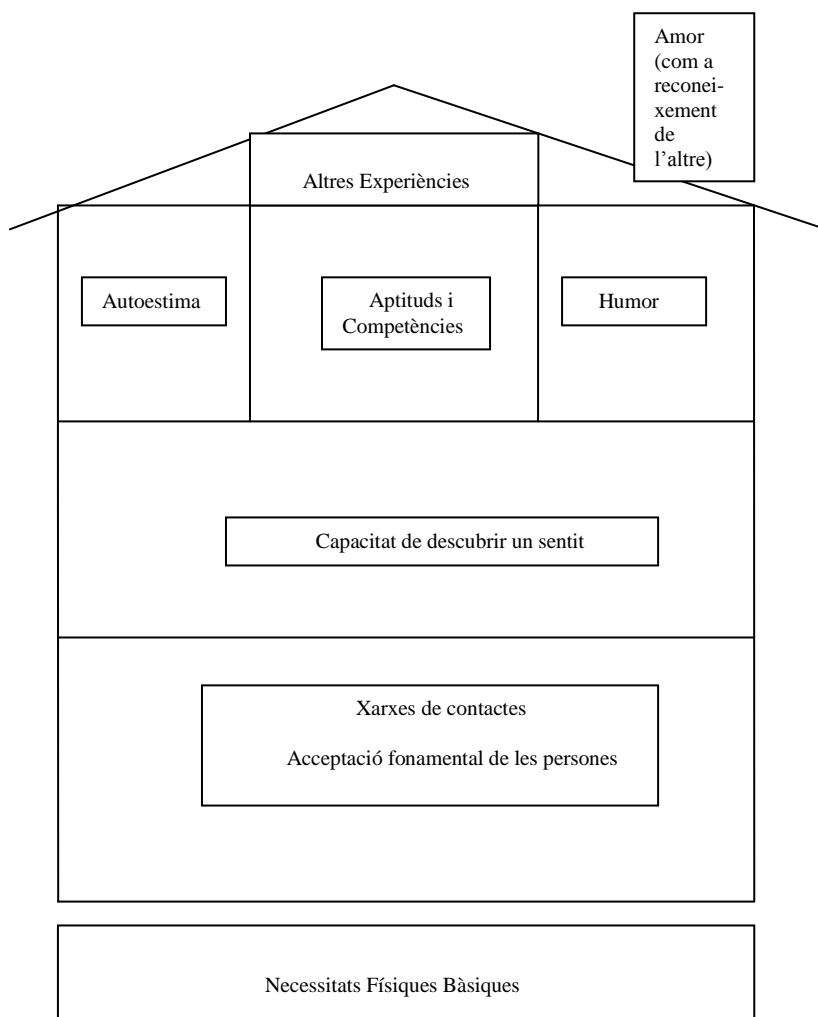 Amor
(com a
reconei-
xement
de
l’altre)
Altres Experiències
Autoestima
Aptituds i
Competències
Humor
Capacitat de descubrir un sentit
Xarxes de contactes
Acceptació fonamental de les persones
Necessitats Físiques Bàsiques